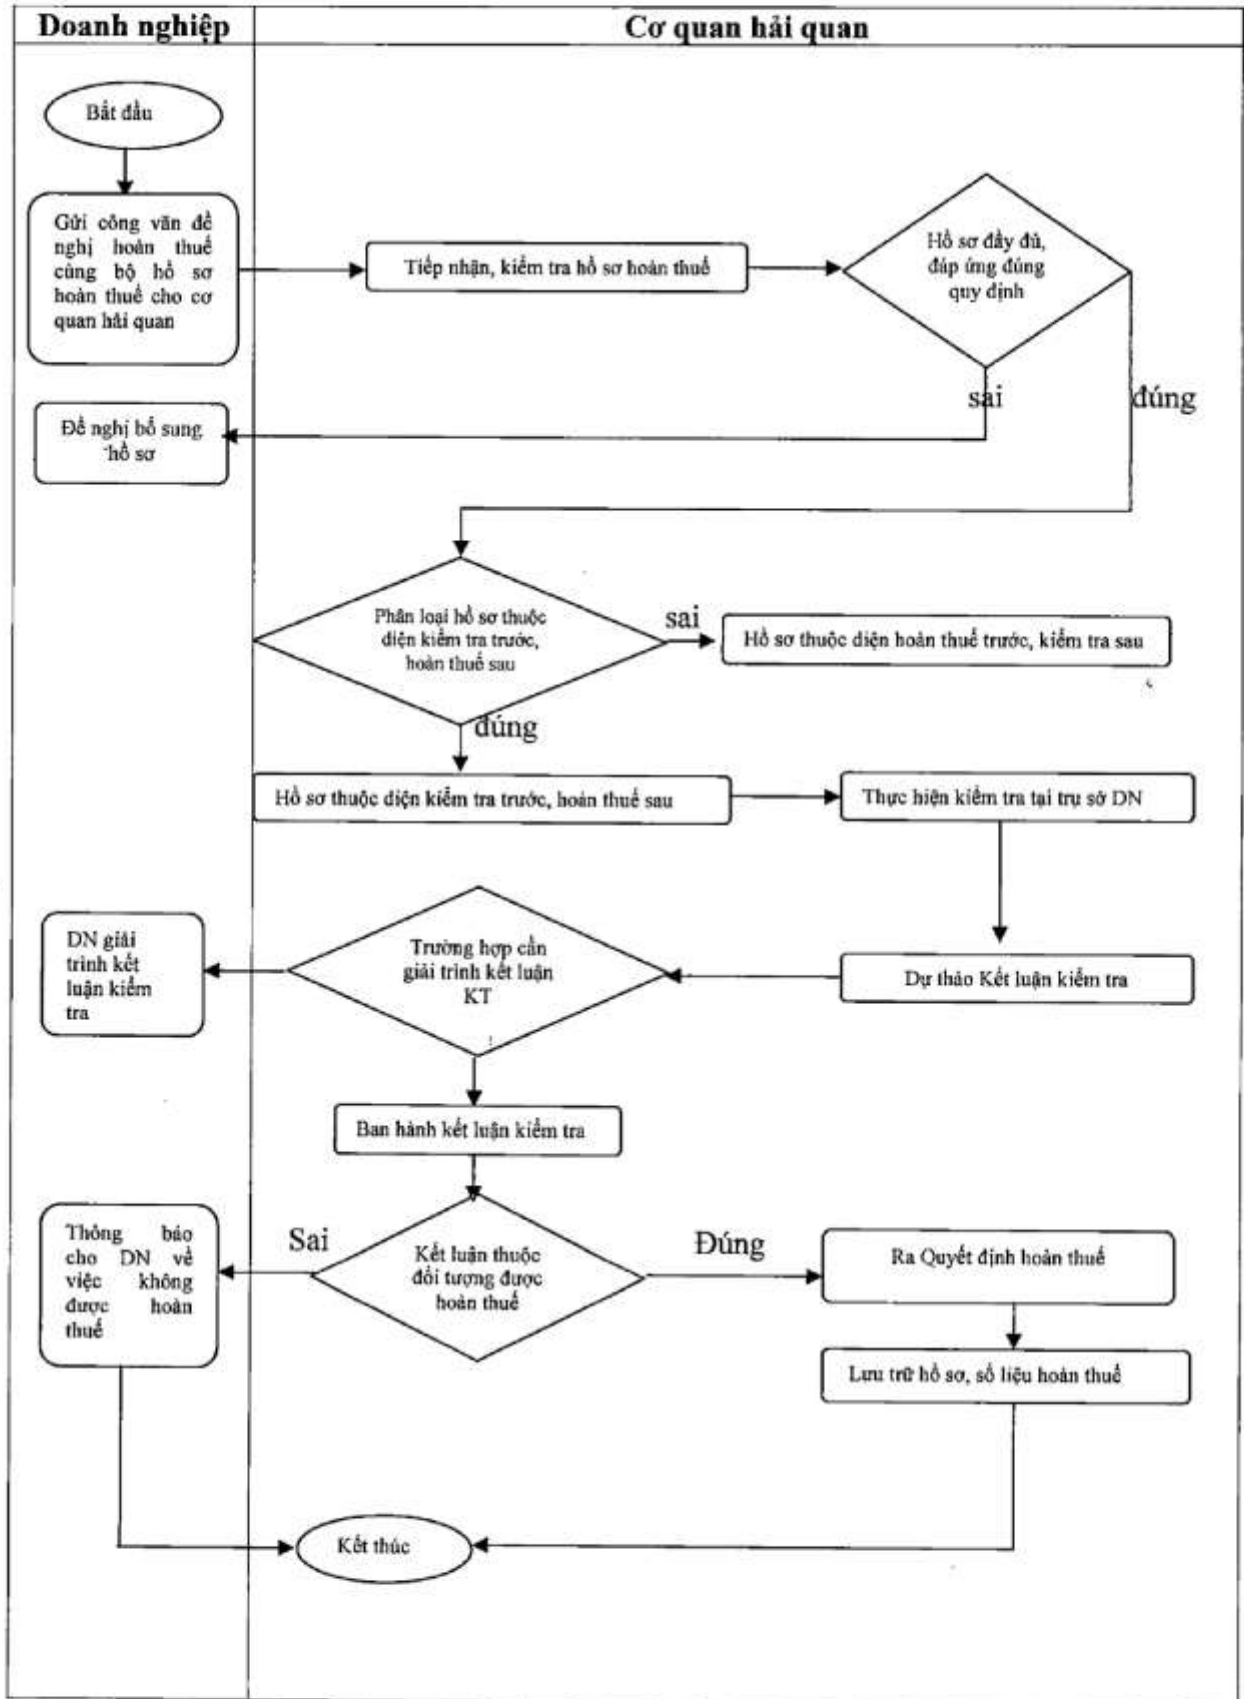 Doanh nghiệp
Cơ quan hải quan
Bắt đầu
Gửi công văn đề
nghị hoàn thuế
cùng bộ hồ sơ
hoàn thuế cho cơ
quan hải quan
Tiếp nhận, kiểm tra hồ sơ hoàn thuế
Hồ sơ đầy đủ,
đáp ứng đúng
quy định
sai
đúng
Đề nghị bổ sung
hồ sơ
Phân loại hồ sơ thuộc
diện kiểm tra trước,
hoàn thuế sau
sai
Hồ sơ thuộc diện hoàn thuế trước, kiểm tra sau
đúng
Hồ sơ thuộc diện kiểm tra trước, hoàn thuế sau
Thực hiện kiểm tra tại trụ sở DN
DN giải
trình kết
luận kiểm
tra
Trường hợp cần
giải trình kết luận
KT
Dự thảo Kết luận kiểm tra
Ban hành kết luận kiểm tra
Thông báo
cho DN về
việc không
được hoàn
thuế
Sai
Kết luận thuộc
đối tượng được
hoàn thuế
Đúng
Ra Quyết định hoàn thuế
Lưu trữ hồ sơ, số liệu hoàn thuế
Kết thúc